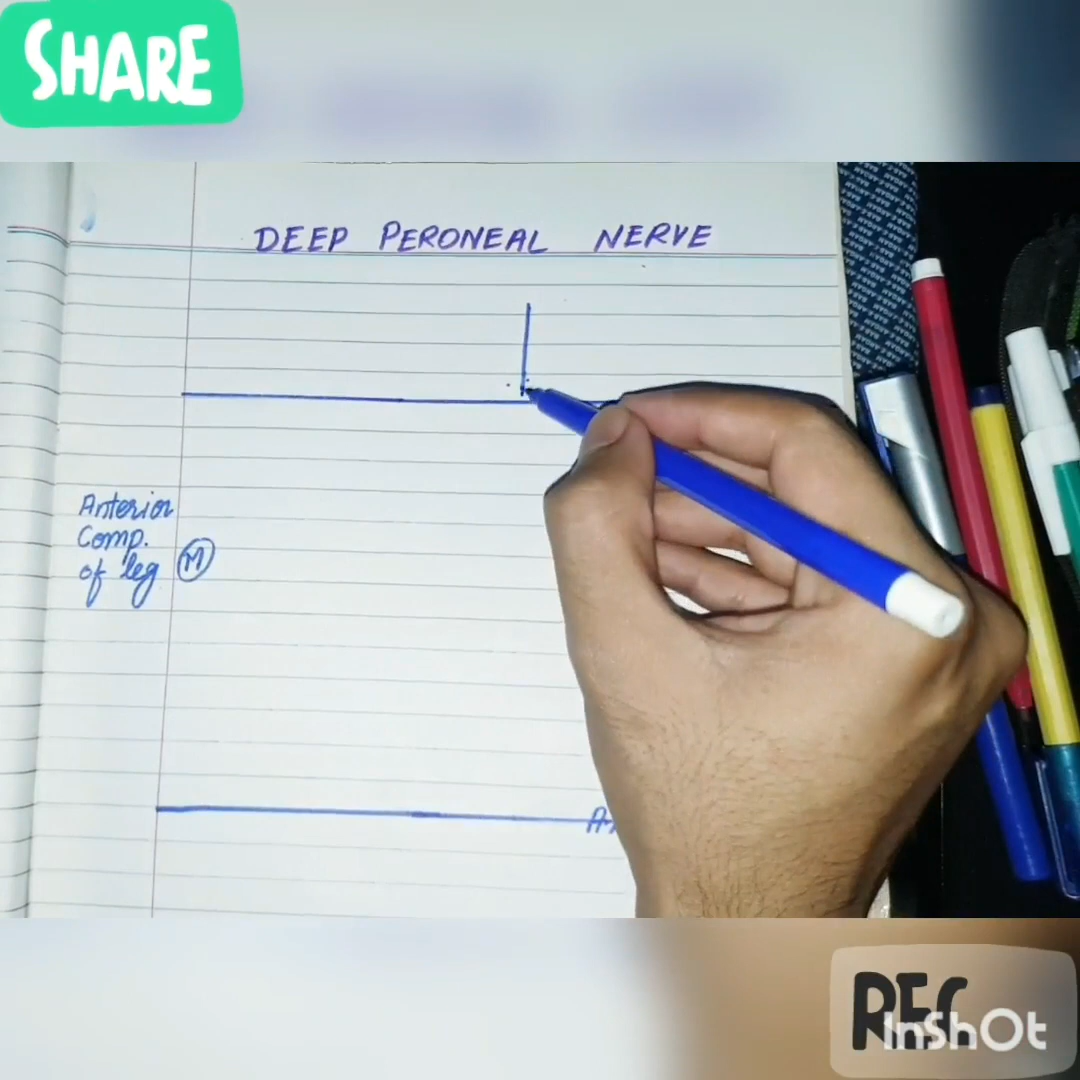 SHARE
DEEP PERONEAL NERVE
Anterior
Comp.
of leg M
REC
InShOt